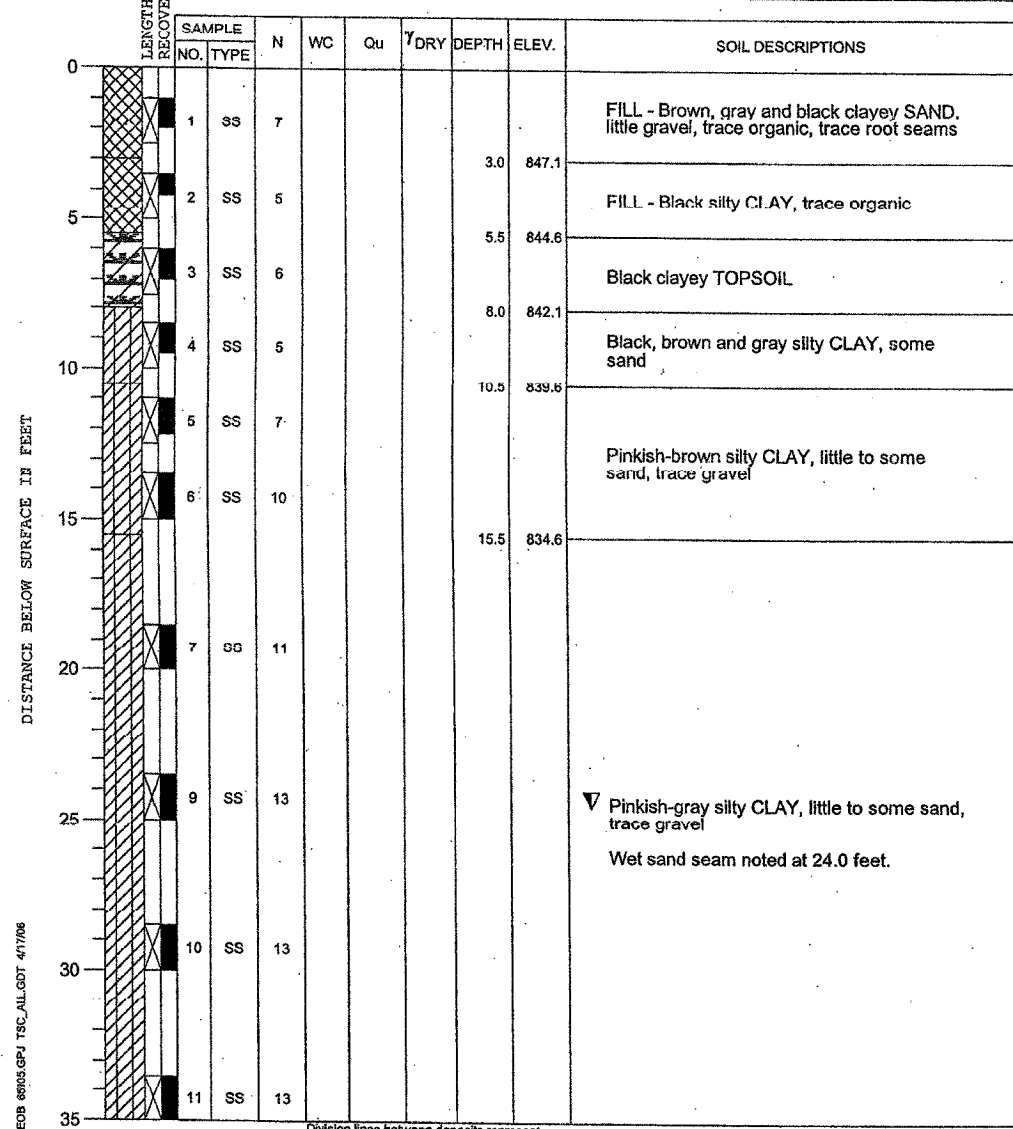 LENGTH
RECOVE
SAMPLE
NO. TYPE N WC Qu γDRY DEPTH ELEV. SOIL DESCRIPTIONS
0
1 SS 7
FILL - Brown, gray and black clayey SAND,
little gravel, trace organic, trace root seams
3.0 847.1
2 SS 5
FILL - Black silty CLAY, trace organic
5
5.5 844.6
3 SS 6
Black clayey TOPSOIL
8.0 842.1
4 SS 5
Black, brown and gray silty CLAY, some
sand
10
10.5 839.6
5 SS 7
Pinkish-brown silty CLAY, little to some
sand, trace gravel
6 SS 10
15
15.5 834.6
7 SS 11
20
9 SS 13
Pinkish-gray silty CLAY, little to some sand,
trace gravel
25
Wet sand seam noted at 24.0 feet.
10 SS 13
30
11 SS 13
35
DISTANCE BELOW SURFACE IN FEET
TSC_ALL.GDT 4/17/06
Division lines between deposits represent